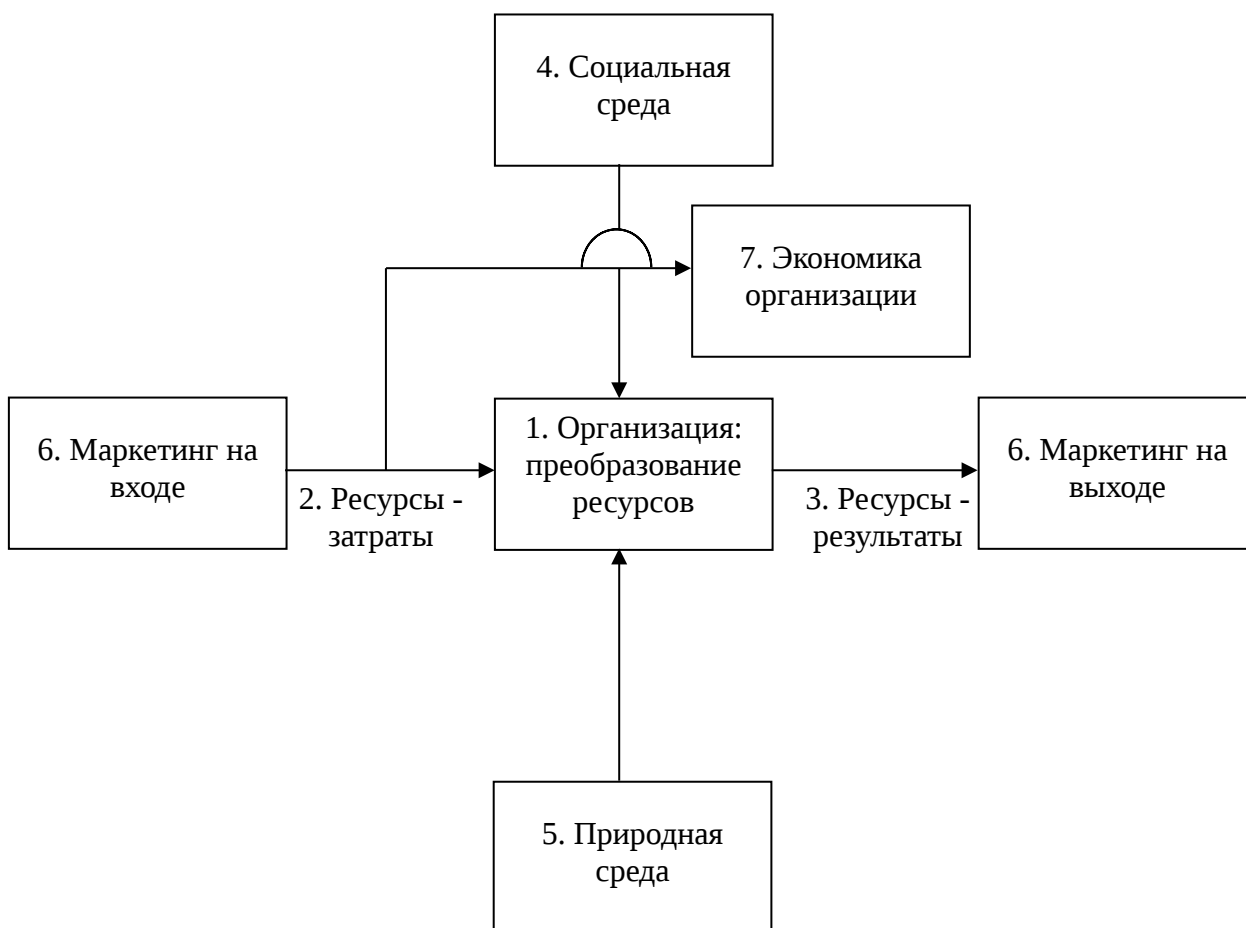 4. Социальная
среда
7. Экономика
организации
6. Маркетинг на
входе
2. Ресурсы -
затраты
1. Организация:
преобразование
ресурсов
3. Ресурсы -
результаты
6. Маркетинг на
выходе
5. Природная
среда